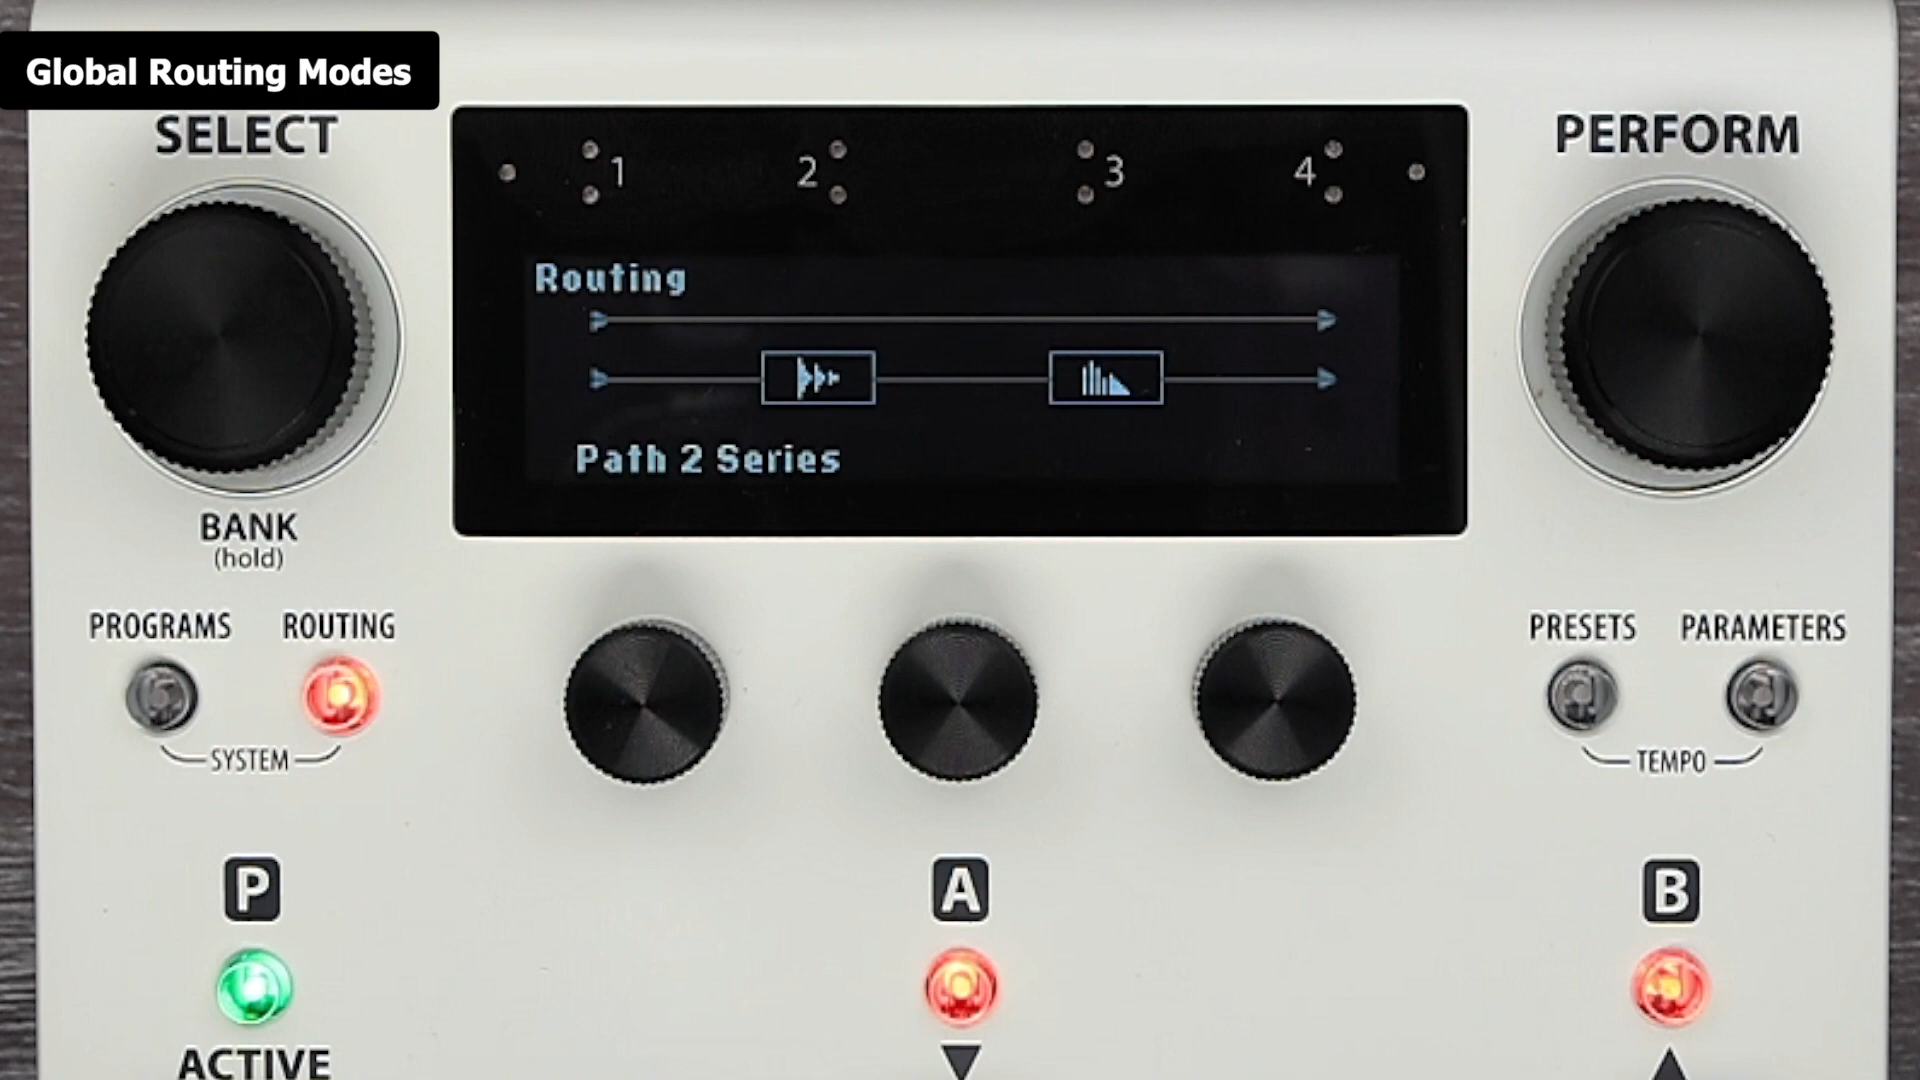 Global Routing Modes
SELECT
PERFORM
1
2
3
4
Routing
Path 2 Series
BANK
(hold)
PROGRAMS
ROUTING
PRESETS
PARAMETERS
SYSTEM
TEMPO
P
A
B
ACTIVE